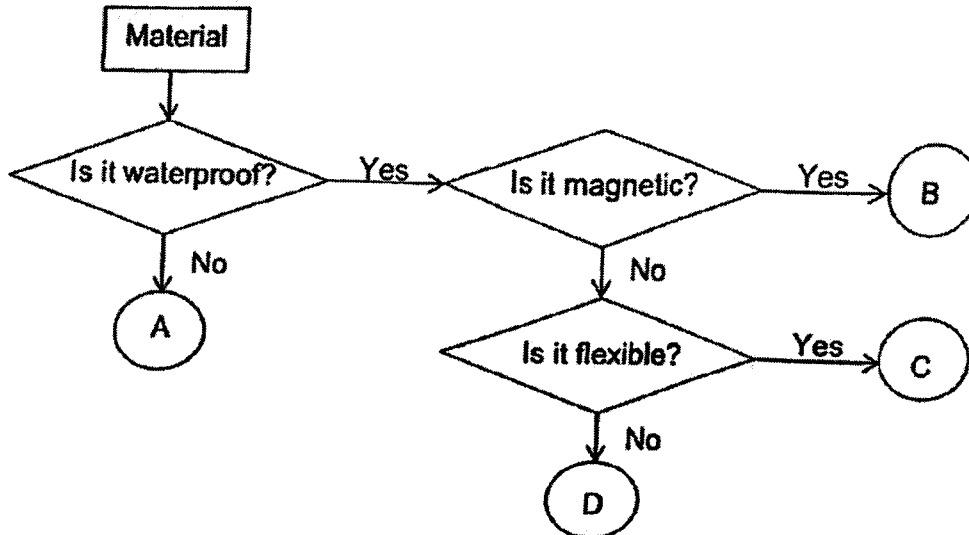 Material
Is it waterproof?
Yes
Is it magnetic?
Yes
B
No
A
No
Is it flexible?
Yes
C
No
D